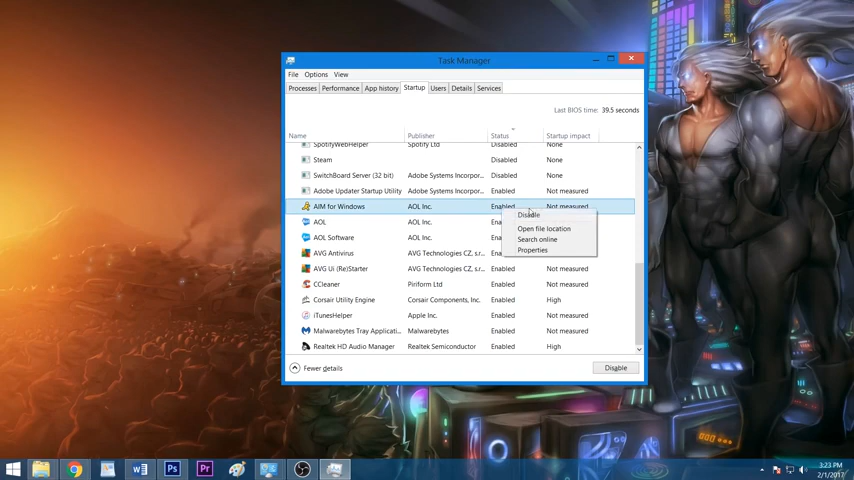 Task Manager
File Options View
Processes Performance App history Startup Users Details Services
Last BIOS time: 39.5 seconds
Name Publisher Status Startup impact
SpotifyWebHelper Spotify Ltd Disabled None
Steam Disabled None
SwitchBoard Server (32 bit) Adobe Systems Incorpor... Disabled None
Adobe Updater Startup Utility Adobe Systems Incorpor... Enabled Not measured
AIM for Windows AOL Inc. Enabled Not measured
Disable
AOL AOL Inc. Ena
Open file location
AOL Software AOL Inc. Ena
Search online
AVG Antivirus AVG Technologies CZ, s.r... Ena
Properties
AVG Ui (Re)Starter AVG Technologies CZ, s.r... Enabled Not measured
CCleaner Piriform Ltd Enabled Not measured
Corsair Utility Engine Corsair Components, Inc. Enabled High
iTunesHelper Apple Inc. Enabled Not measured
Malwarebytes Tray Applicati... Malwarebytes Enabled Not measured
Realtek HD Audio Manager Realtek Semiconductor Enabled High
Fewer details Disable
Ps Pr
3:23 PM
2/1/2017